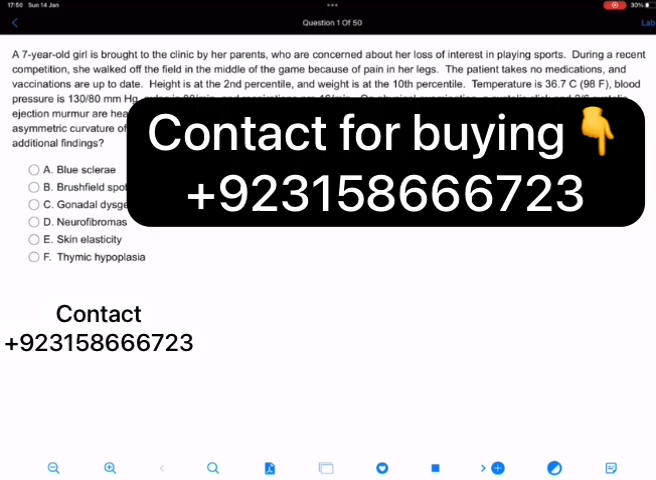 17:50 Sun 14 Jan
30%
Question 1 Of 50
Lab
A 7-year-old girl is brought to the clinic by her parents, who are concerned about her loss of interest in playing sports. During a recent
competition, she walked off the field in the middle of the game because of pain in her legs. The patient takes no medications, and
vaccinations are up to date. Height is at the 2nd percentile, and weight is at the 10th percentile. Temperature is 36.7 C (98 F), blood
pressure is 130/80 mm Hg
ejection murmur are
asymmetric curvature of
additional findings?
A. Blue sclerae
B. Brushfield
C. Gonadal
D. Neurofibromas
E. Skin elasticity
F. Thymic hypoplasia
Contact for buying 👇
+923158666723
Contact
+923158666723